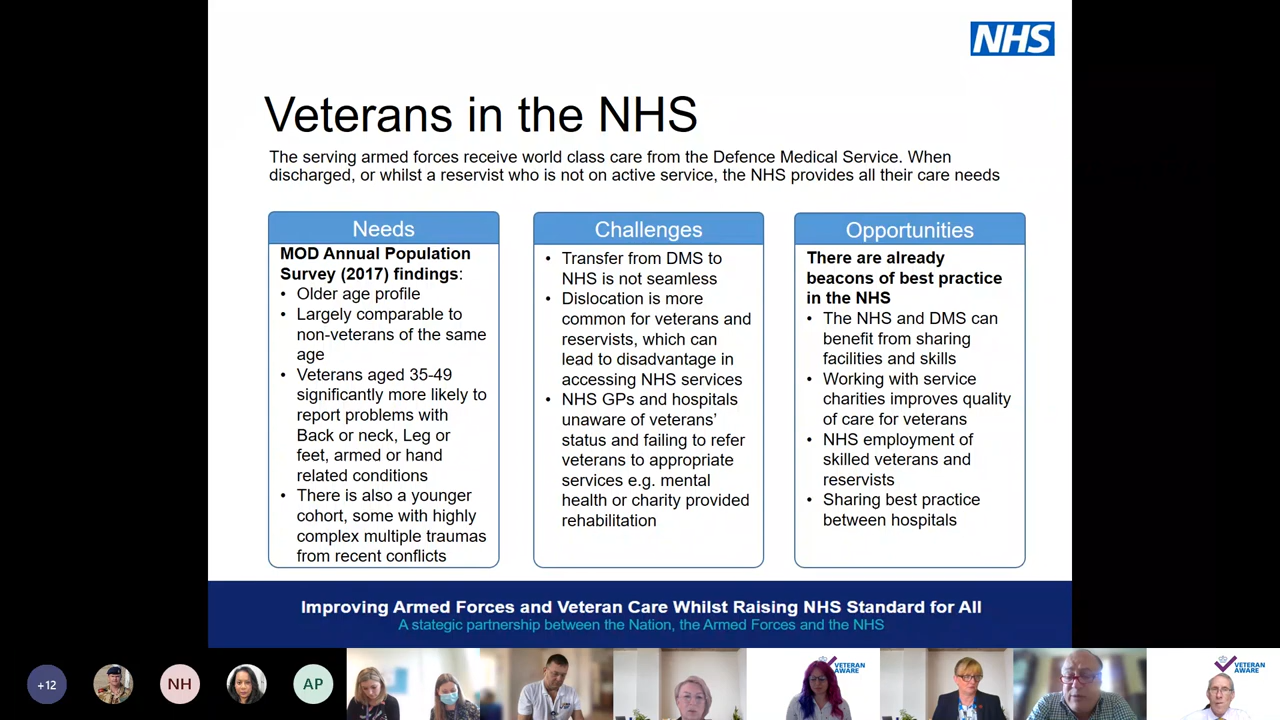 NHS
Veterans in the NHS
The serving armed forces receive world class care from the Defence Medical Service. When
discharged, or whilst a reservist who is not on active service, the NHS provides all their care needs
Needs
MOD Annual Population
Survey (2017) findings:
• Older age profile
• Largely comparable to
non-veterans of the same
age
• Veterans aged 35-49
significantly more likely to
report problems with
Back or neck, Leg or
feet, armed or hand
related conditions
• There is also a younger
cohort, some with highly
complex multiple traumas
from recent conflicts
Challenges
• Transfer from DMS to
NHS is not seamless
• Dislocation is more
common for veterans and
reservists, which can
lead to disadvantage in
accessing NHS services
• NHS GPs and hospitals
unaware of veterans’
status and failing to refer
veterans to appropriate
services e.g. mental
health or charity provided
rehabilitation
Opportunities
There are already
beacons of best practice
in the NHS
• The NHS and DMS can
benefit from sharing
facilities and skills
• Working with service
charities improves quality
of care for veterans
• NHS employment of
skilled veterans and
reservists
• Sharing best practice
between hospitals
Improving Armed Forces and Veteran Care Whilst Raising NHS Standard for All
A stategic partnership between the Nation, the Armed Forces and the NHS
+12
NH
AP
VETERAN
AWARE
VETERAN
AWARE